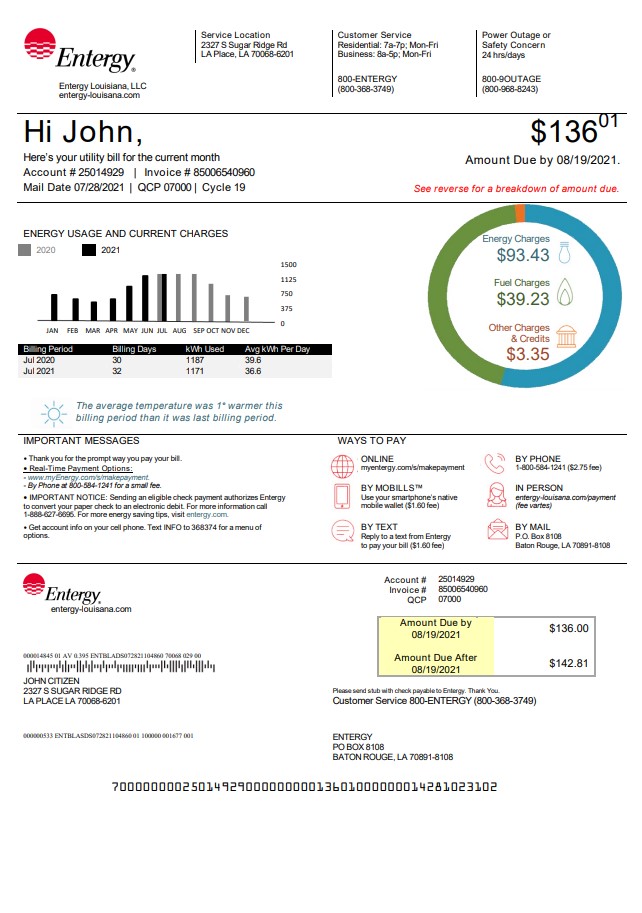 Entergy®
Entergy Louisiana, LLC
entergy-louisana.com
Service Location
2327 S Sugar Ridge Rd
LA Place, LA 70068-6201
Customer Service
Residential: 7a-7p; Mon-Fri
Business: 8a-5p; Mon-Fri
800-ENTERGY
(800-368-3749)
Power Outage or
Safety Concern
24 hrs/days
800-9OUTAGE
(800-968-8243)
Hi John,
$136 01
Here's your utility bill for the current month
Amount Due by 08/19/2021.
Account # 25014929 | Invoice # 85006540960
Mail Date 07/28/2021 | QCP 07000 | Cycle 19
See reverse for a breakdown of amount due.
ENERGY USAGE AND CURRENT CHARGES
2020 2021
1500
1125
750
375
0
JAN FEB MAR APR MAY JUN JUL AUG SEP OCT NOV DEC
Billing Period Billing Days kWh Used Avg kWh Per Day
Jul 2020 30 1187 39.6
Jul 2021 32 1171 36.6
Energy Charges
$93.43
Fuel Charges
$39.23
Other Charges
& Credits
$3.35
The average temperature was 1* warmer this
billing period than it was last billing period.
IMPORTANT MESSAGES
• Thank you for the prompt way you pay your bill.
• Real-Time Payment Options:
- www.myEnergy.com/s/makepayment.
- By Phone at 800-584-1241 for a small fee.
• IMPORTANT NOTICE: Sending an eligible check payment authorizes Entergy
to convert your paper check to an electronic debit. For more information call
1-888-627-6695. For more energy saving tips, visit entergy.com.
• Get account info on your cell phone. Text INFO to 368374 for a menu of
options.
WAYS TO PAY
ONLINE
myentergy.com/s/makepayment
BY PHONE
1-800-584-1241 ($2.75 fee)
BY MOBILLS™
Use your smartphone's native
mobile wallet ($1.60 fee)
IN PERSON
entergy-louisana.com/payment
(fee vartes)
BY TEXT
Reply to a text from Entergy
to pay your bill ($1.60 fee)
BY MAIL
P.O. Box 8108
Baton Rouge, LA 70891-8108
Entergy®
entergy-louisana.com
Account # 25014929
Invoice # 85006540960
QCP 07000
Amount Due by
08/19/2021
$136.00
Amount Due After
08/19/2021
$142.81
000014845 01 AV 0.395 ENTBLADS072821104860 70068 029 00
JOHN CITIZEN
2327 S SUGAR RIDGE RD
LA PLACE LA 70068-6201
Please send stub with check payable to Entergy. Thank You.
Customer Service 800-ENTERGY (800-368-3749)
000000533 ENTBLASDS072821104860 01 100000 001677 001
ENTERGY
PO BOX 8108
BATON ROUGE, LA 70891-8108